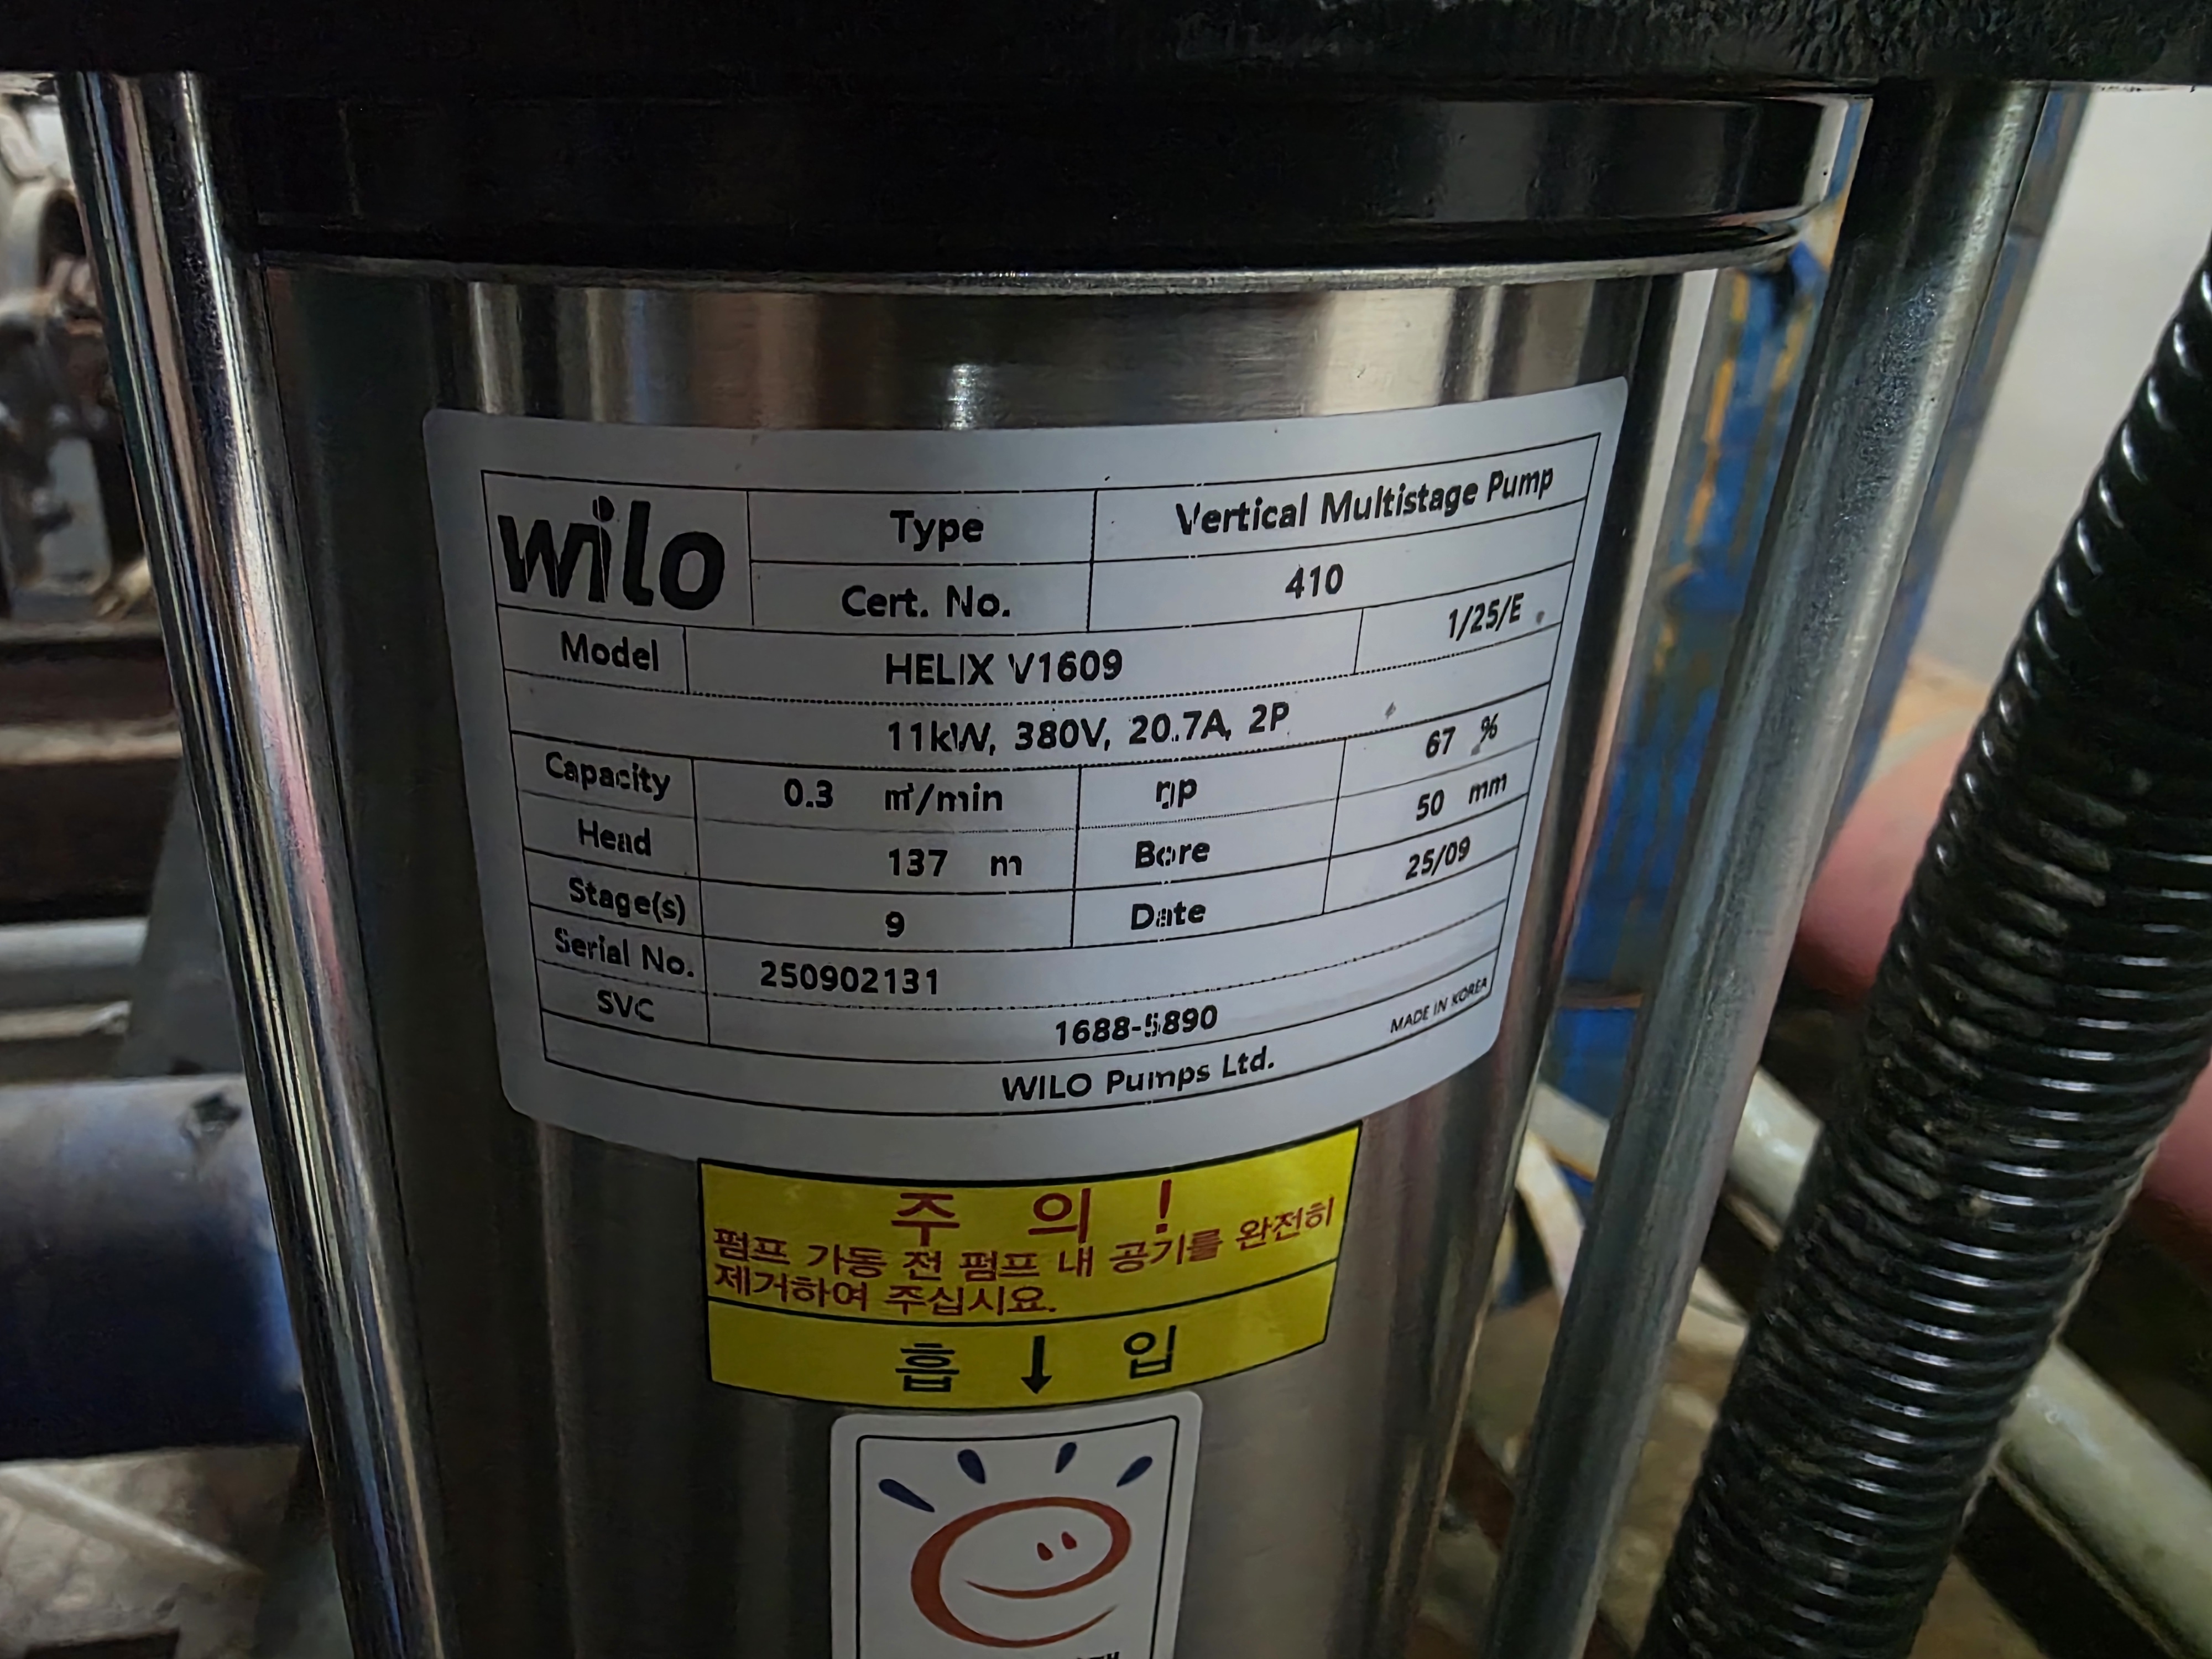 wilo
Type Vertical Multistage Pump
Cert. No. 410
Model HELIX V1609 1/25/E
11kW, 380V, 20.7A, 2P
Capacity 0.3 ㎥/min ηp 67 %
Head 137 m Bore 50 mm
Stage(s) 9 Date 25/09
Serial No. 250902131
SVC 1688-5890
MADE IN KOREA
WILO Pumps Ltd.
주 의 !
펌프 가동 전 펌프 내 공기를 완전히
제거하여 주십시요.
흡 ↓ 입